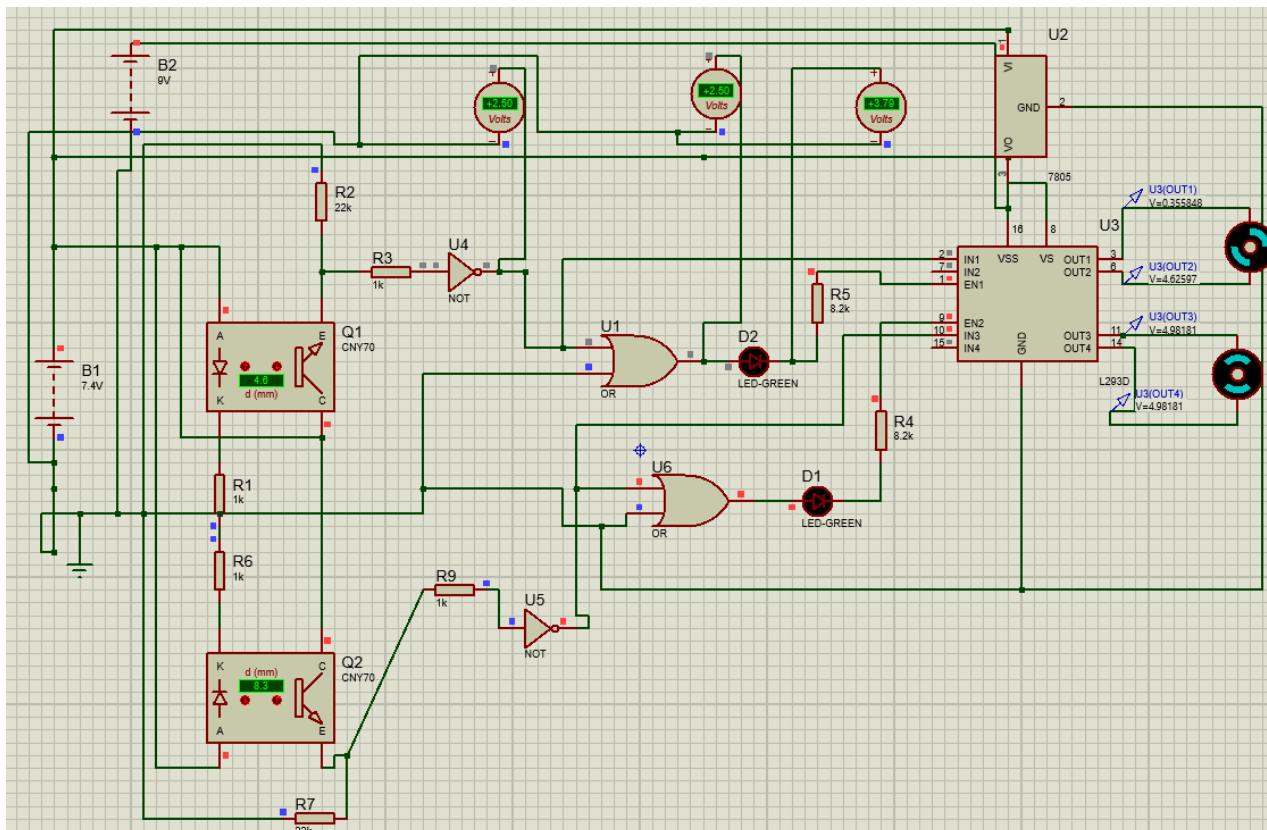 U2
1
VI
B2
9V
+2.50
Volts
+2.50
Volts
+3.79
Volts
GND
2
VO
3
7805
R2
22k
U3(OUT1)
V=0.355848
16
8
U3
R3
1k
U4
NOT
2
IN1
VSS
VS
OUT1
3
7
IN2
OUT2
6
U3(OUT2)
V=4.62597
1
EN1
R5
8.2k
A
E
Q1
CNY70
U1
OR
D2
LED-GREEN
9
EN2
10
IN3
OUT3
11
U3(OUT3)
V=4.98181
15
IN4
OUT4
14
GND
B1
7.4V
4.6
d (mm)
K
C
L293D
U3(OUT4)
V=4.98181
R4
8.2k
R1
1k
U6
OR
D1
LED-GREEN
R6
1k
R9
1k
U5
NOT
K
d (mm)
8.3
C
Q2
CNY70
A
E
R7